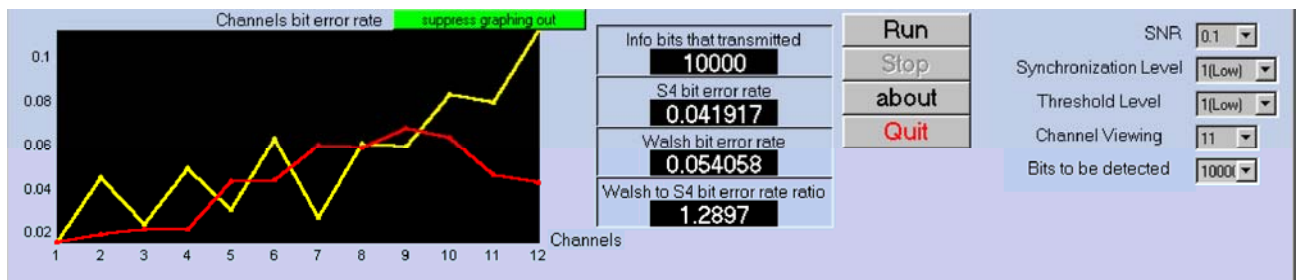 Channels bit error rate
suppress graphing out
0.1
0.08
0.06
0.04
0.02
1 2 3 4 5 6 7 8 9 10 11 12
Channels
Info bits that transmitted
10000
S4 bit error rate
0.041917
Walsh bit error rate
0.054058
Walsh to S4 bit error rate ratio
1.2897
Run
Stop
about
Quit
SNR 0.1
Synchronization Level 1(Low)
Threshold Level 1(Low)
Channel Viewing 11
Bits to be detected